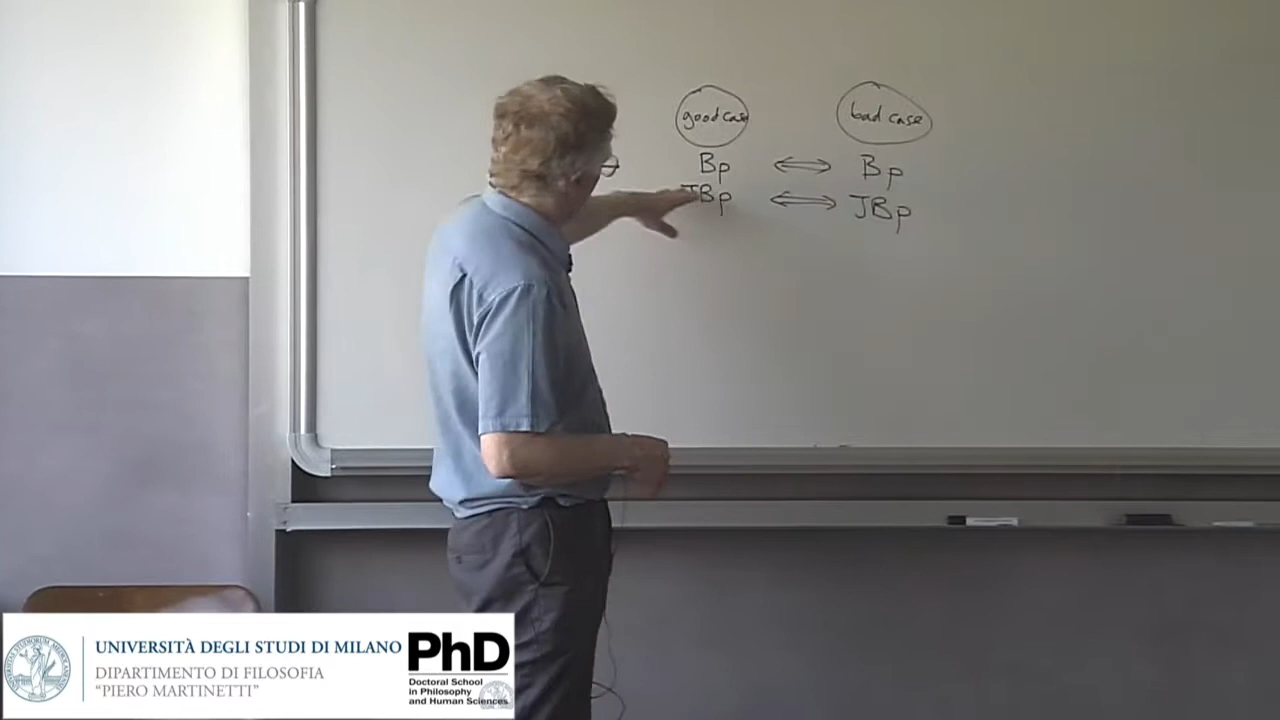 good case bad case
Bp ⟺ Bp
JBp ⟺ JBp
UNIVERSITÀ DEGLI STUDI DI MILANO
DIPARTIMENTO DI FILOSOFIA
"PIERO MARTINETTI"
PhD
Doctoral School
in Philosophy
and Human Sciences